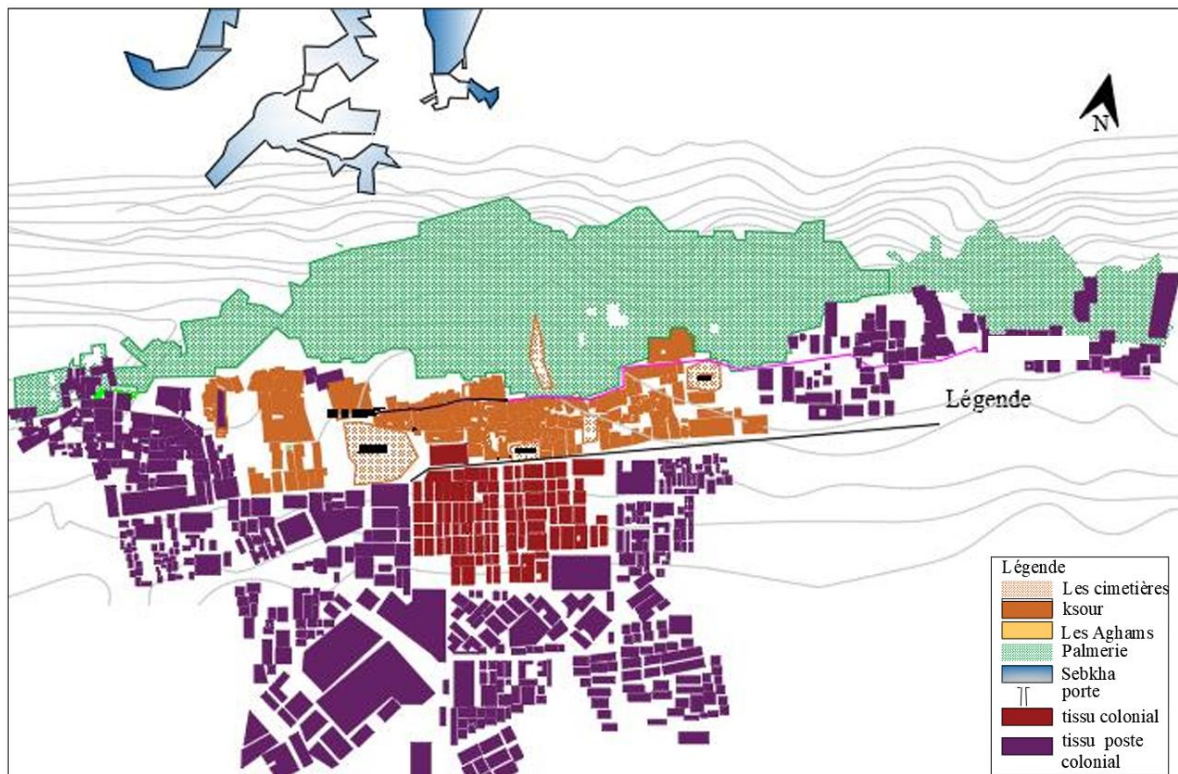 N
Légende
Légende
Les cimetières
ksour
Les Aghams
Palmerie
Sebkha
porte
tissu colonial
tissu poste
colonial